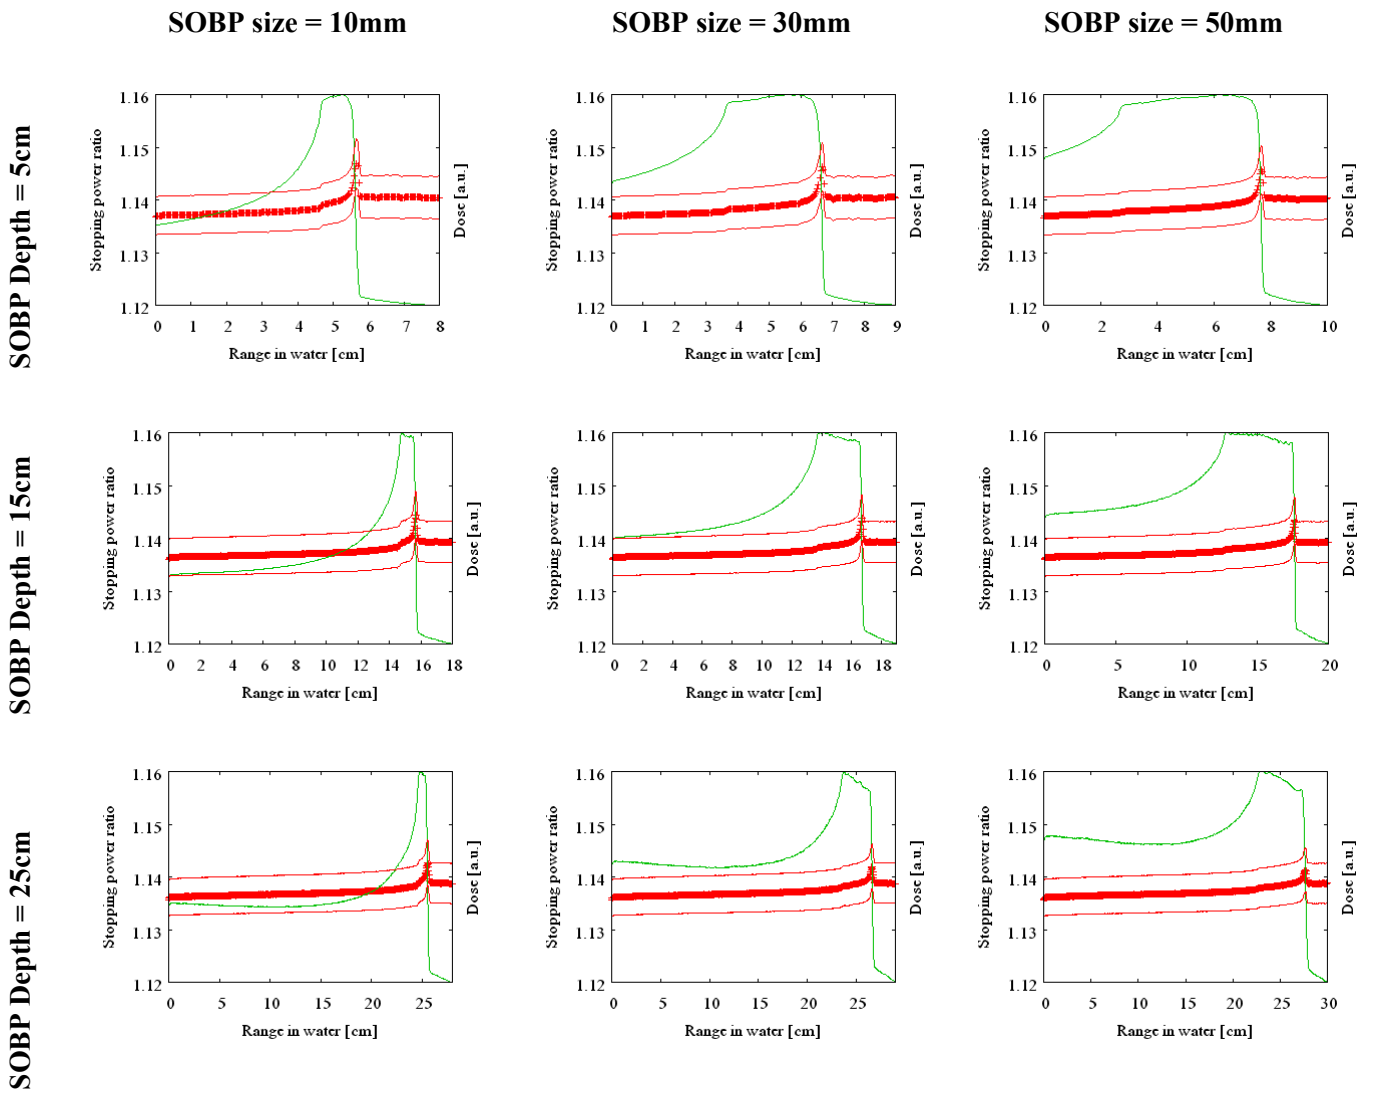 SOBP size = 10mm
SOBP size = 30mm
SOBP size = 50mm
SOBP Depth = 5cm
Stopping power ratio
1.16
1.15
1.14
1.13
1.12
0 1 2 3 4 5 6 7 8
Range in water [cm]
Dose [a.u.]
Stopping power ratio
1.16
1.15
1.14
1.13
1.12
0 1 2 3 4 5 6 7 8 9
Range in water [cm]
Dose [a.u.]
Stopping power ratio
1.16
1.15
1.14
1.13
1.12
0 2 4 6 8 10
Range in water [cm]
Dose [a.u.]
SOBP Depth = 15cm
Stopping power ratio
1.16
1.15
1.14
1.13
1.12
0 2 4 6 8 10 12 14 16 18
Range in water [cm]
Dose [a.u.]
Stopping power ratio
1.16
1.15
1.14
1.13
1.12
0 2 4 6 8 10 12 14 16 18
Range in water [cm]
Dose [a.u.]
Stopping power ratio
1.16
1.15
1.14
1.13
1.12
0 5 10 15 20
Range in water [cm]
Dose [a.u.]
SOBP Depth = 25cm
Stopping power ratio
1.16
1.15
1.14
1.13
1.12
0 5 10 15 20 25
Range in water [cm]
Dose [a.u.]
Stopping power ratio
1.16
1.15
1.14
1.13
1.12
0 5 10 15 20 25
Range in water [cm]
Dose [a.u.]
Stopping power ratio
1.16
1.15
1.14
1.13
1.12
0 5 10 15 20 25 30
Range in water [cm]
Dose [a.u.]